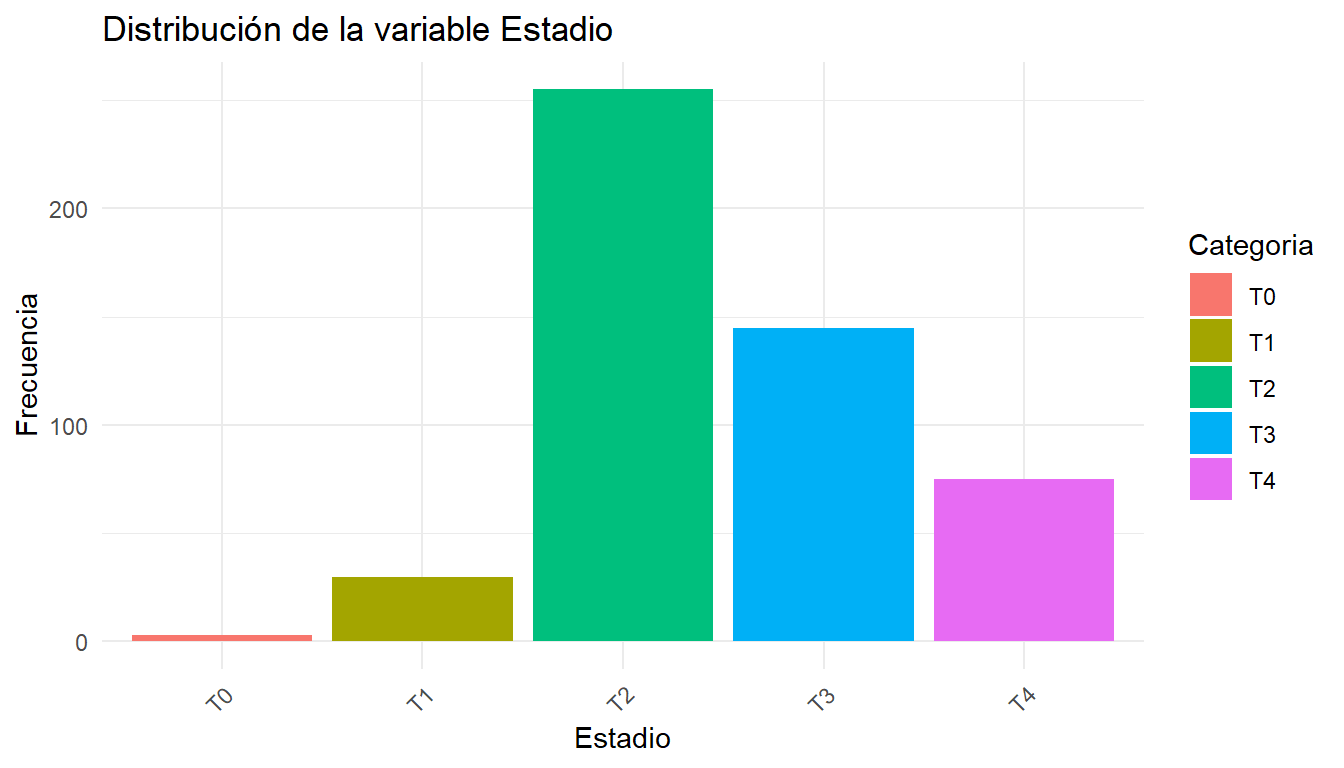 Distribución de la variable Estadio
Frecuencia
200
100
0
T0
T1
T2
T3
T4
Estadio
Categoria
T0
T1
T2
T3
T4